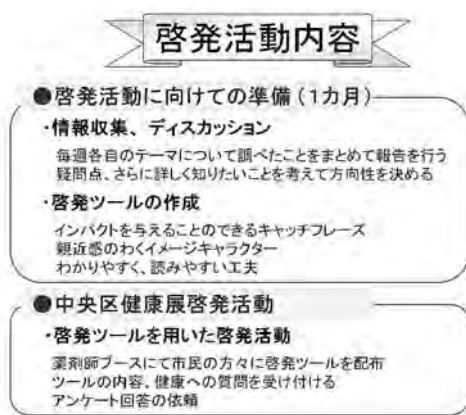 啓発活動内容
●啓発活動に向けての準備（1カ月）
・情報収集、ディスカッション
毎週各自のテーマについて調べたことをまとめて報告を行う
疑問点、さらに詳しく知りたいことを考えて方向性を決める
・啓発ツールの作成
インパクトを与えることのできるキャッチフレーズ
親近感のわくイメージキャラクター
わかりやすく、読みやすい工夫
●中央区健康展啓発活動
・啓発ツールを用いた啓発活動
薬剤師ブースにて市民の方々に啓発ツールを配布
ツールの内容、健康への質問を受け付ける
アンケート回答の依頼